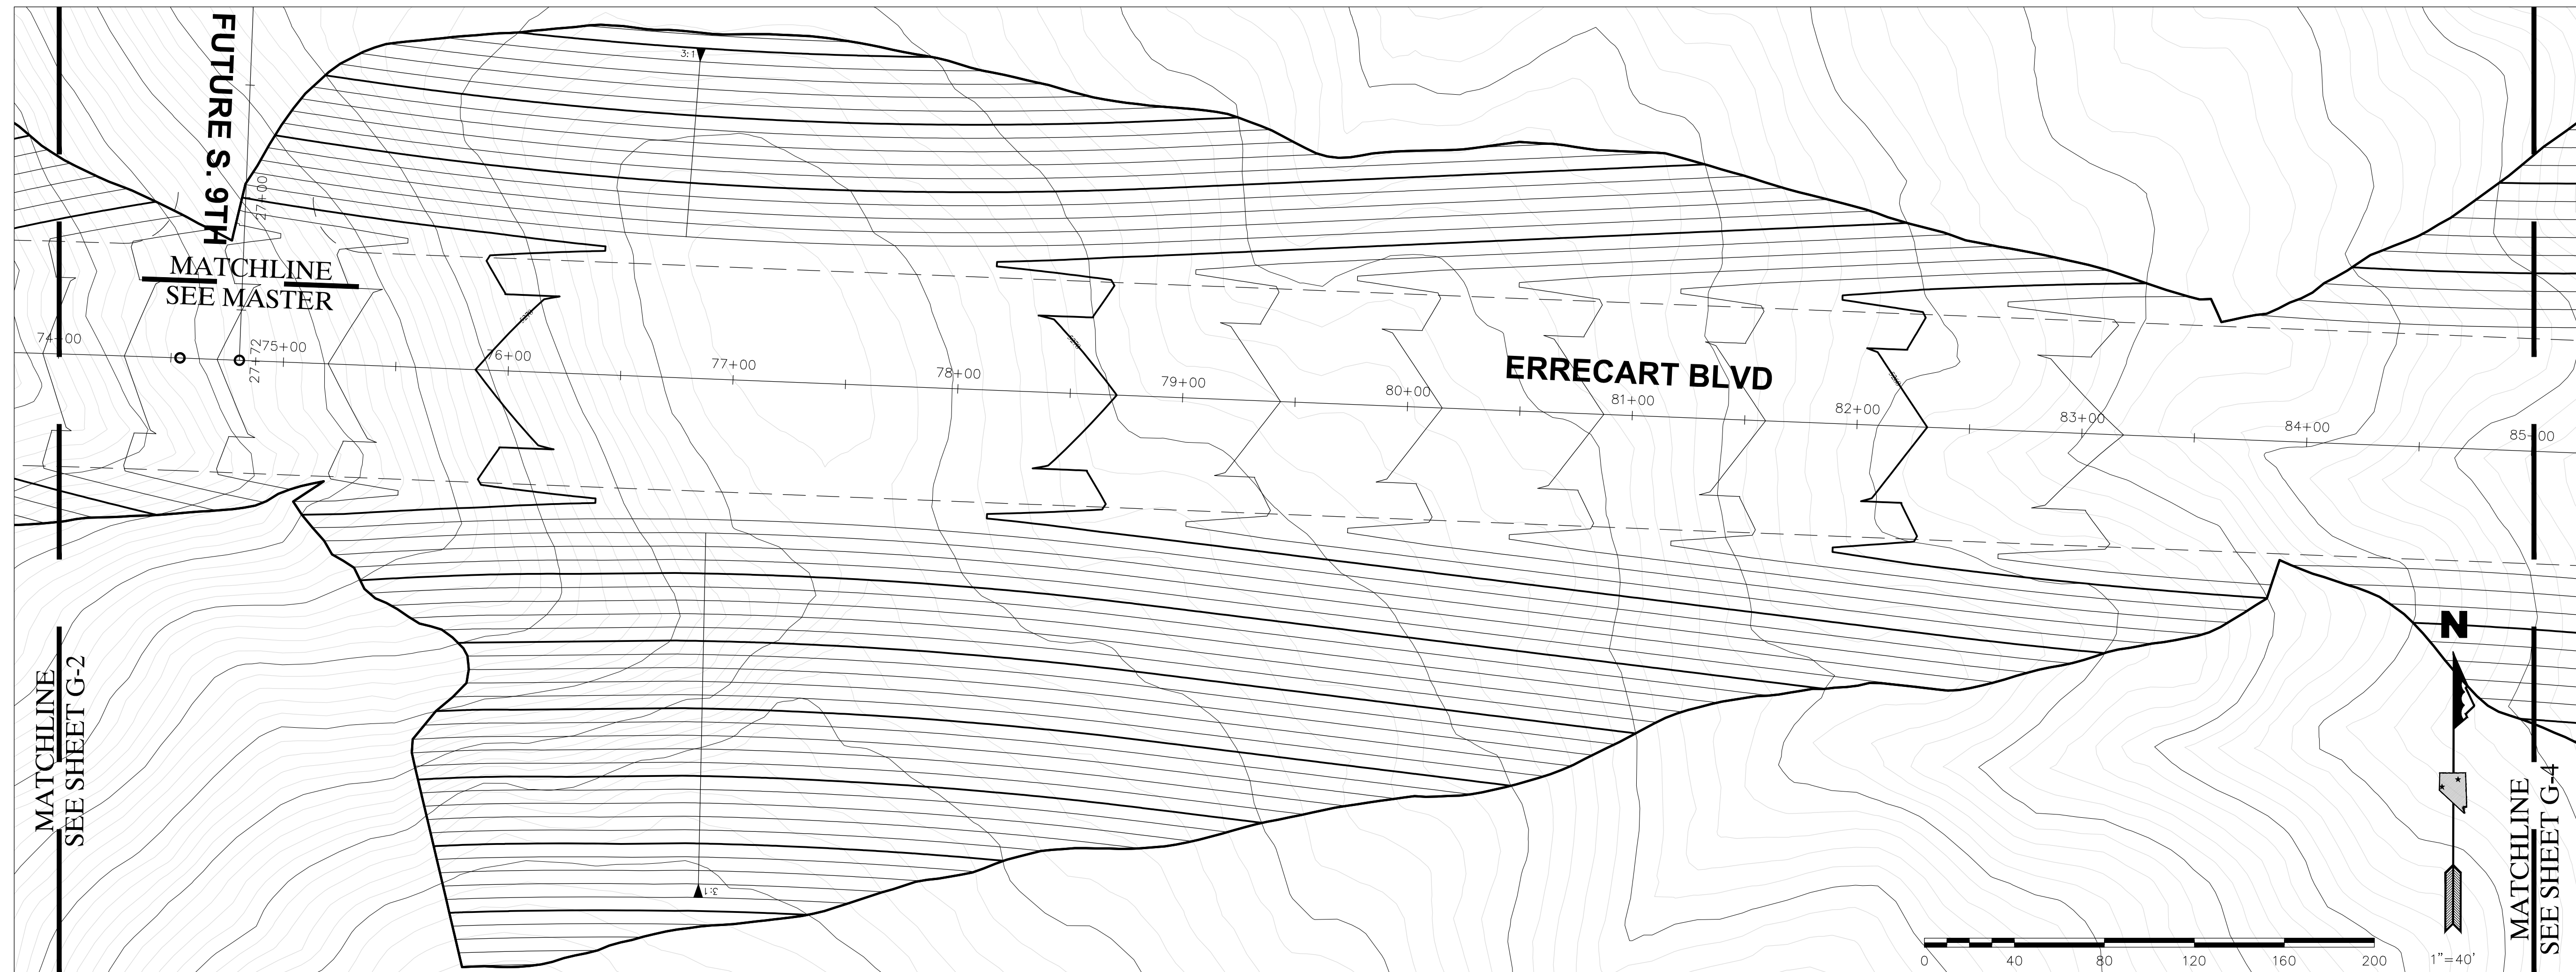 FUTURE S. 9TH
27+00
27+72
MATCHLINE
SEE MASTER
3:1
74+00
75+00
76+00
77+00
78+00
79+00
80+00
81+00
82+00
83+00
84+00
85+00
ERRECART BLVD
3:1
MATCHLINE
SEE SHEET G-2
N
MATCHLINE
SEE SHEET G-4
0 40 80 120 160 200
1"=40'